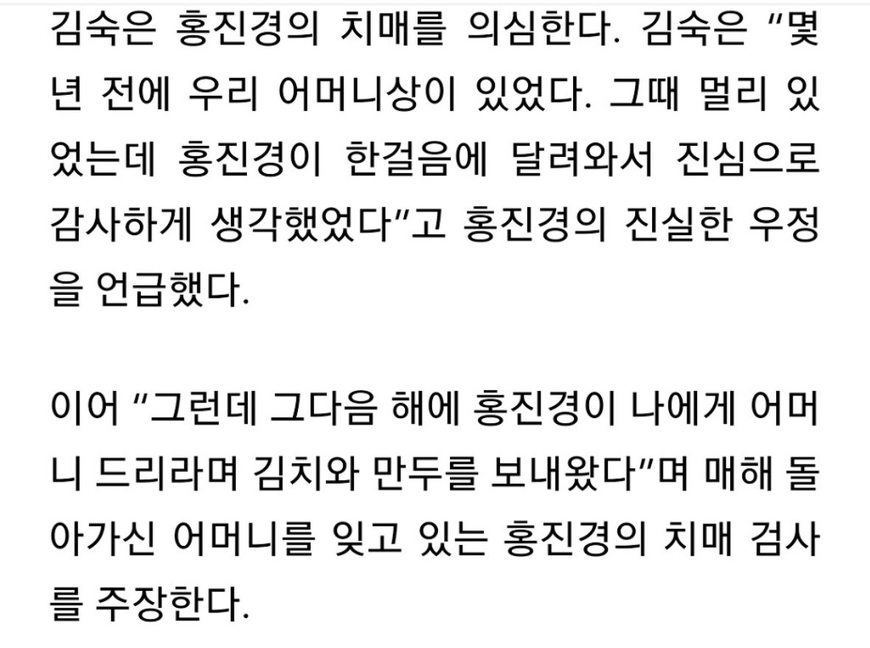 김숙은 홍진경의 치매를 의심한다. 김숙은 “몇
년 전에 우리 어머니상이 있었다. 그때 멀리 있
었는데 홍진경이 한걸음에 달려와서 진심으로
감사하게 생각했었다”고 홍진경의 진실한 우정
을 언급했다.
이어 “그런데 그다음 해에 홍진경이 나에게 어머
니 드리라며 김치와 만두를 보내왔다”며 매해 돌
아가신 어머니를 잊고 있는 홍진경의 치매 검사
를 주장한다.